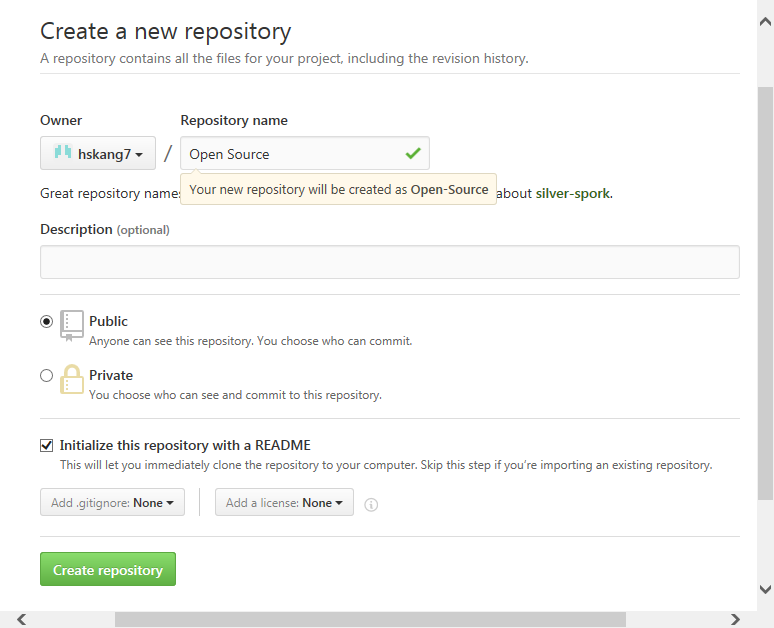 Create a new repository
A repository contains all the files for your project, including the revision history.
Owner
Repository name
hskang7 / Open Source
Great repository names
Your new repository will be created as Open-Source
about silver-spork.
Description (optional)
Public
Anyone can see this repository. You choose who can commit.
Private
You choose who can see and commit to this repository.
Initialize this repository with a README
This will let you immediately clone the repository to your computer. Skip this step if you’re importing an existing repository.
Add .gitignore: None
Add a license: None
Create repository